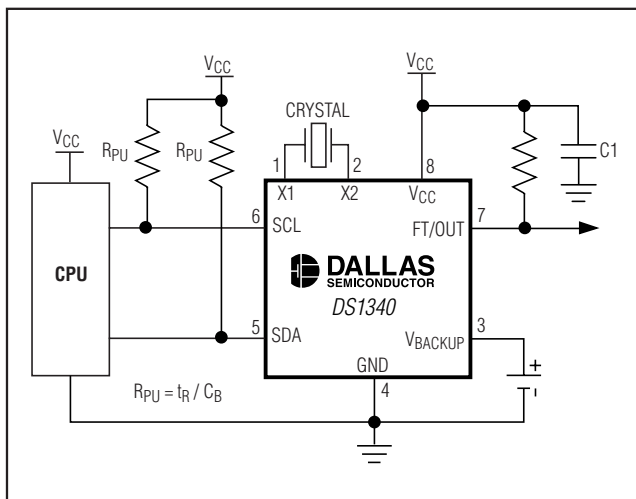 VCC
VCC
CRYSTAL
VCC
RPU
RPU
1
2
8
C1
X1
X2
VCC
7
6
SCL
FT/OUT
CPU
DALLAS
SEMICONDUCTOR
DS1340
5
SDA
3
VBACKUP
GND
+
-
4
RPU = tR / CB